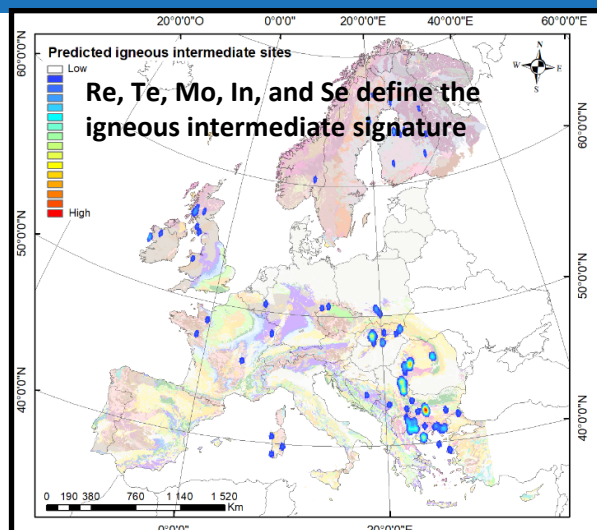 20°0'0"W 0°0'0" 20°0'0"E 40°0'0"E 60°0'0"E
Predicted igneous intermediate sites
Low
High
Re, Te, Mo, In, and Se define the
igneous intermediate signature
N
W E
S
60°0'0"N
60°0'0"N
50°0'0"N
50°0'0"N
40°0'0"N
40°0'0"N
0 190 380 760 1 140 1 520
Km
0°0'0" 20°0'0"E